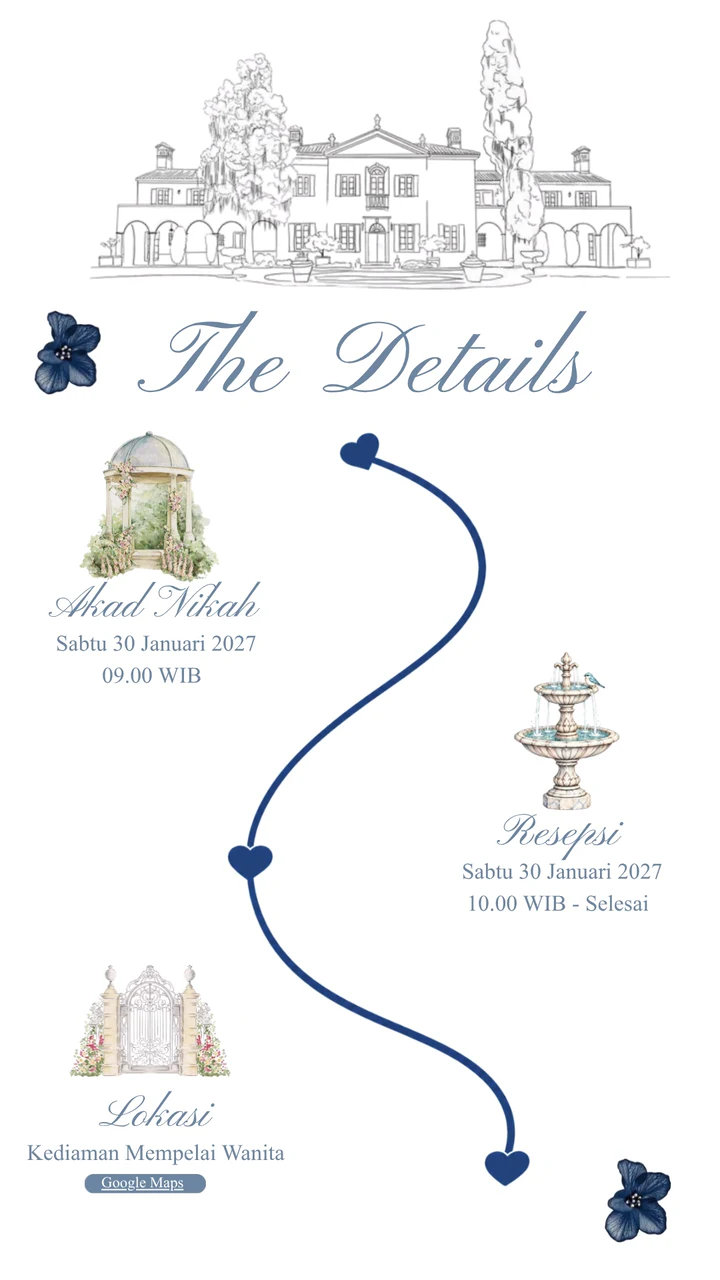 The Details
Akad Nikah
Sabtu 30 Januari 2027
09.00 WIB
Resepsi
Sabtu 30 Januari 2027
10.00 WIB - Selesai
Lokasi
Kediaman Mempelai Wanita
Google Maps